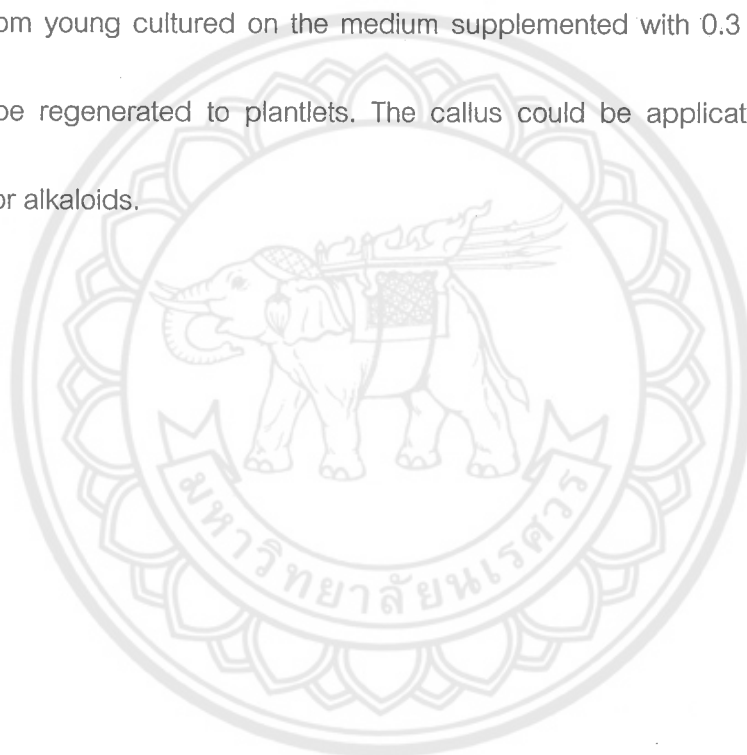 om young cultured on the medium supplemented with 0.3
be regenerated to plantlets. The callus could be applicat
or alkaloids.
มหาวิทยาลัยนเรศวร